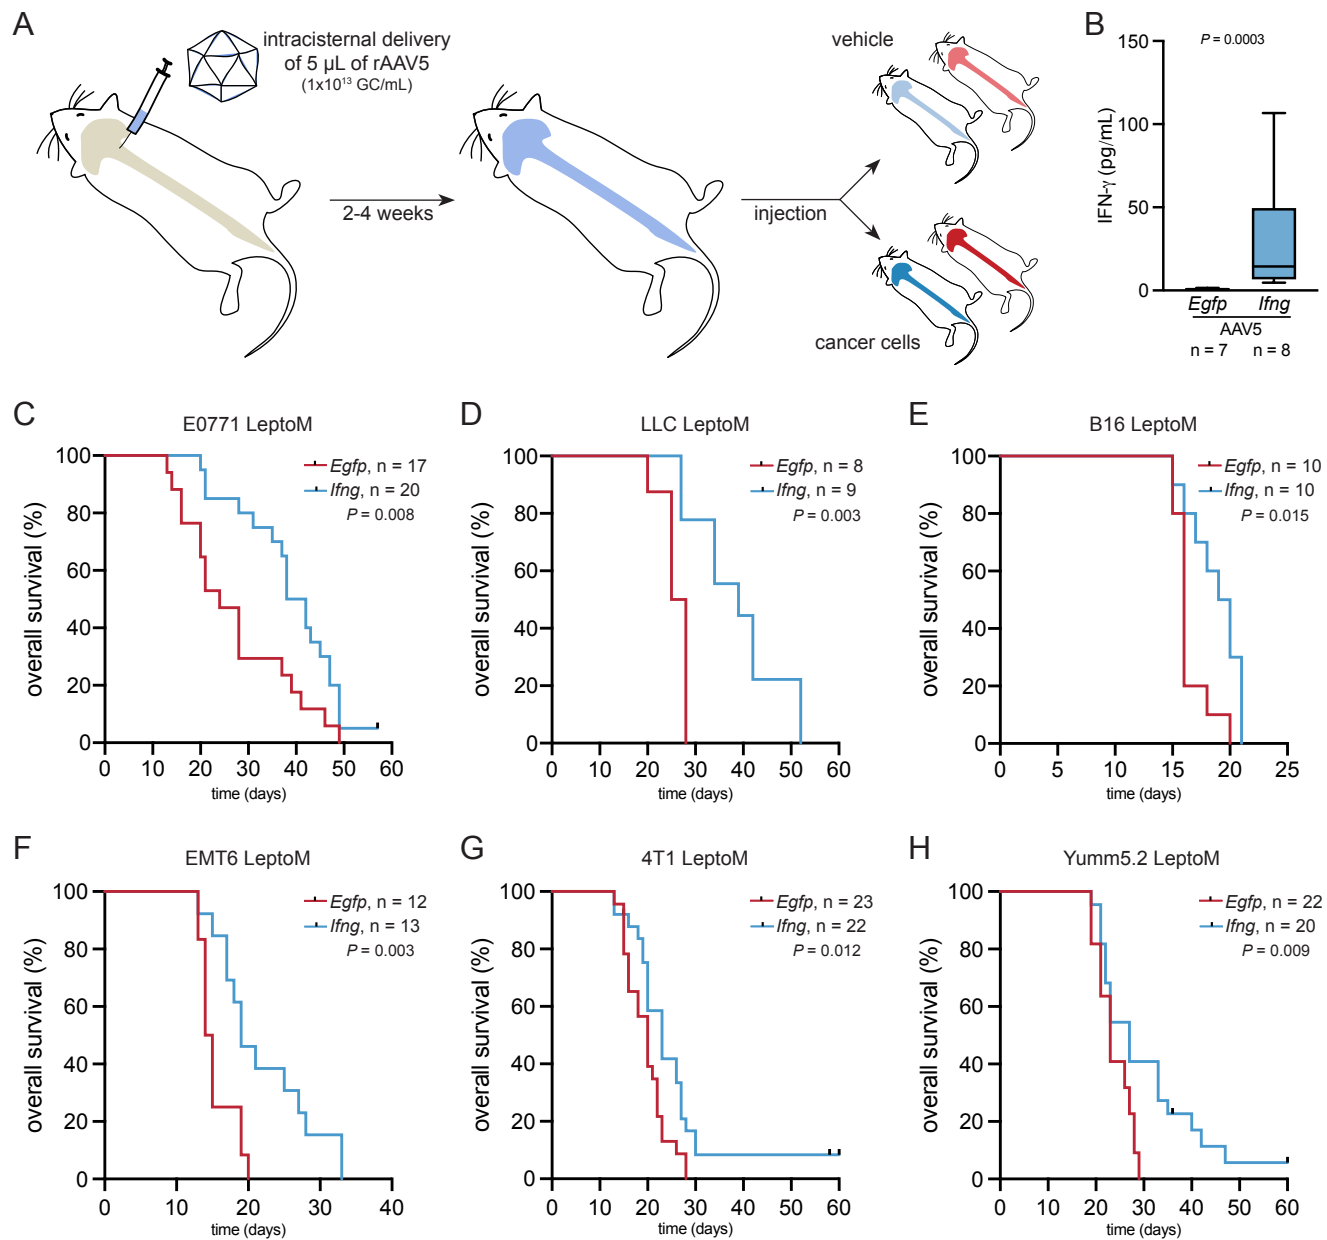 A
intracisternal delivery
of 5 µL of rAAV5
(1x10¹³ GC/mL)
2-4 weeks
injection
vehicle
cancer cells
B
P = 0.0003
150
100
50
0
IFN-γ (pg/mL)
Egfp Ifng
AAV5
n = 7 n = 8
C
E0771 LeptoM
Egfp, n = 17
Ifng, n = 20
P = 0.008
100
80
60
40
20
0
overall survival (%)
0 10 20 30 40 50 60
time (days)
D
LLC LeptoM
Egfp, n = 8
Ifng, n = 9
P = 0.003
100
80
60
40
20
0
overall survival (%)
0 10 20 30 40 50 60
time (days)
E
B16 LeptoM
Egfp, n = 10
Ifng, n = 10
P = 0.015
100
80
60
40
20
0
overall survival (%)
0 5 10 15 20 25
time (days)
F
EMT6 LeptoM
Egfp, n = 12
Ifng, n = 13
P = 0.003
100
80
60
40
20
0
overall survival (%)
0 10 20 30 40
time (days)
G
4T1 LeptoM
Egfp, n = 23
Ifng, n = 22
P = 0.012
100
80
60
40
20
0
overall survival (%)
0 10 20 30 40 50 60
time (days)
H
Yumm5.2 LeptoM
Egfp, n = 22
Ifng, n = 20
P = 0.009
100
80
60
40
20
0
overall survival (%)
0 10 20 30 40 50 60
time (days)